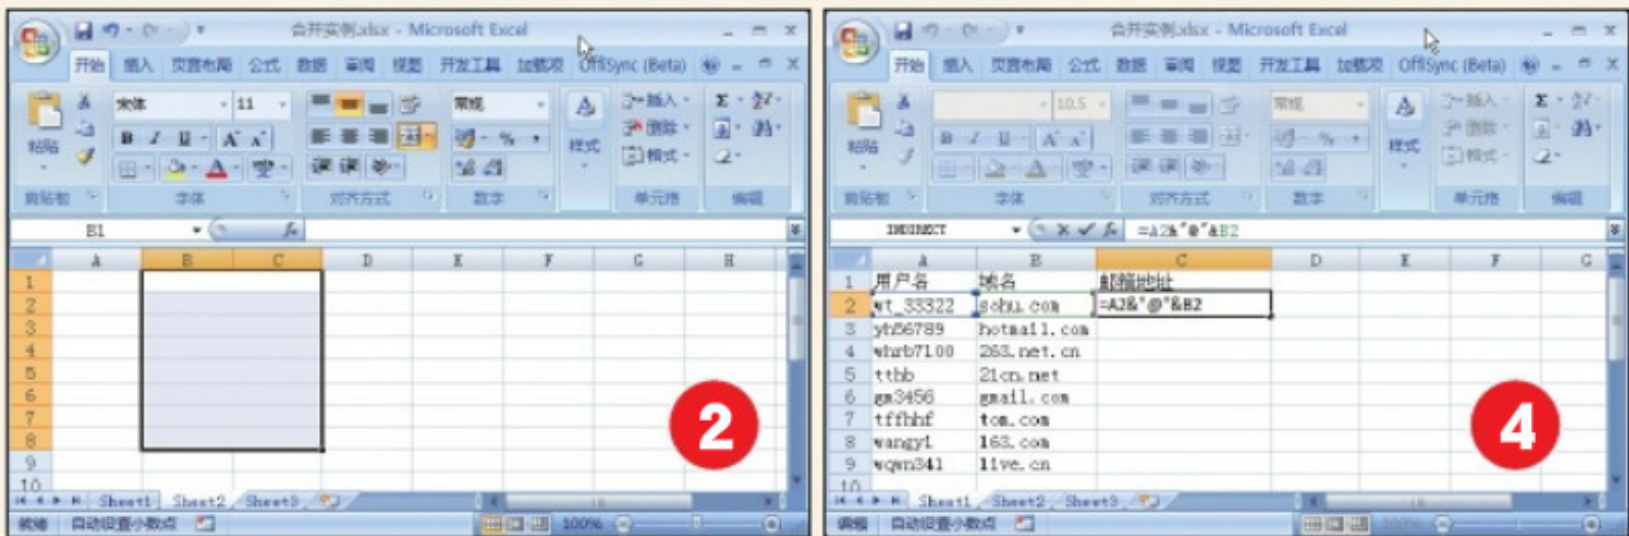 合并实例.xlsx - Microsoft Excel
开始 插入 页面布局 公式 数据 审阅 视图 开发工具 加载项 OffiSync (Beta)
宋体 11 常规 插入
B I U A A % 样式 删除
粘贴 格式
剪贴板 字体 对齐方式 数字 单元格 编辑
B1 fx
A B C D E F G H
1
2
3
4
5
6
7
8
9
10
Sheet1 Sheet2 Sheet3
就绪 自动设置小数点 100%
2
合并实例.xlsx - Microsoft Excel
开始 插入 页面布局 公式 数据 审阅 视图 开发工具 加载项 OffiSync (Beta)
10.5 常规 插入
B I U A A % 样式 删除
粘贴 格式
剪贴板 字体 对齐方式 数字 单元格 编辑
INDIRECT fx =A2&"@"&B2
A B C D E F G
1 用户名 域名 邮箱地址
2 wt_33322 sohu.com =A2&"@"&B2
3 yh56789 hotmail.com
4 whrb7100 263.net.cn
5 tthb 21cn.net
6 gm3456 gmail.com
7 tffhhf tom.com
8 wangyi 163.com
9 wqwn341 live.cn
10
Sheet1 Sheet2 Sheet3
编辑 自动设置小数点 100%
4